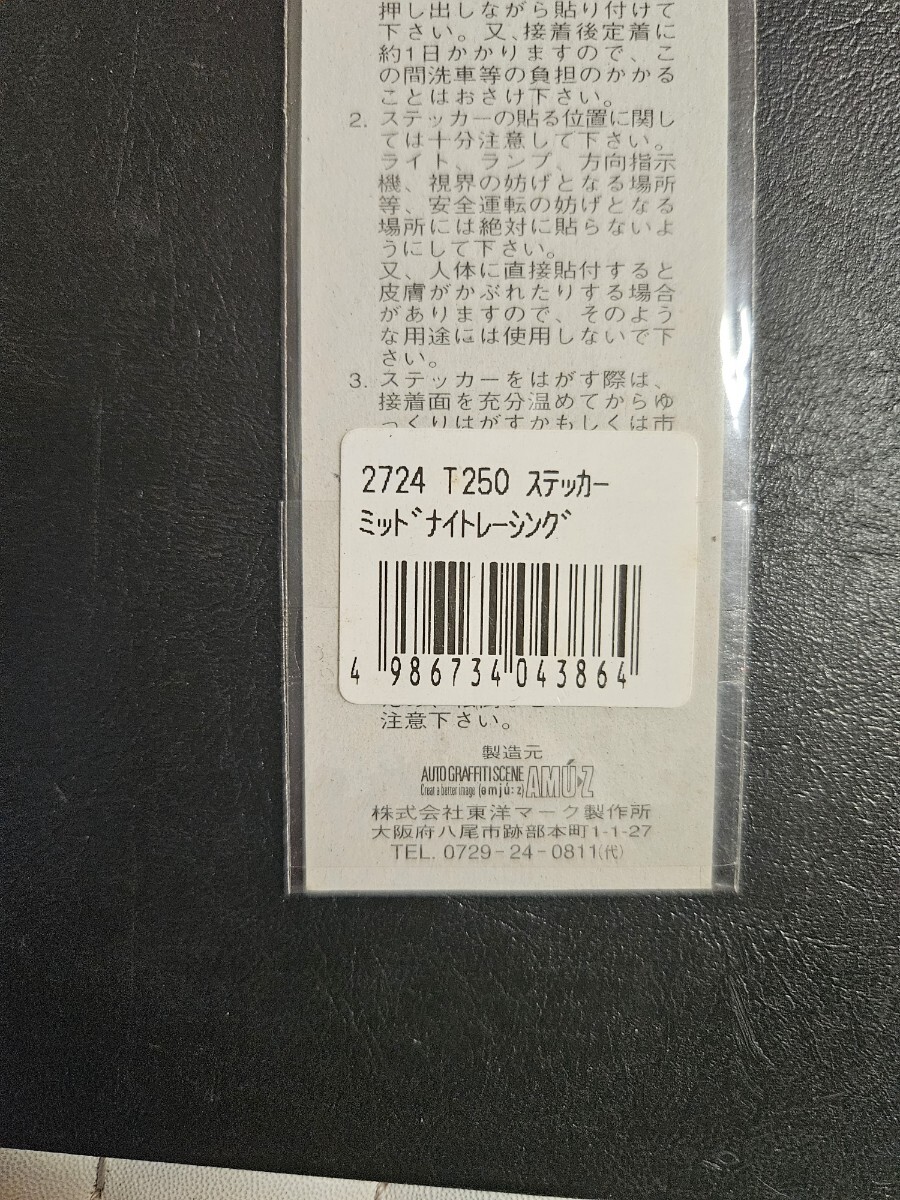 押し出しながら貼り付けて
下さい。又、接着後定着に
約1日かかりますので、こ
の間洗車等の負担のかかる
ことはおさけ下さい。
2. ステッカーの貼る位置に関し
ては十分注意して下さい。
ライト、ランプ、方向指示
機、視界の妨げとなる場所
等、安全運転の妨げとなる
場所には絶対に貼らないよ
うにして下さい。
又、人体に直接貼付すると
皮膚がかぶれたりする場合
がありますので、そのよう
な用途には使用しないで下
さい。
3. ステッカーをはがす際は、
接着面を充分温めてからゆ
っくりはがすかもしくは市
2724 T250 ステッカー
ミッドナイトレーシング
4 986734 043864
注意下さい。
製造元
AUTO GRAFFITI SCENE
Creat a better image (əmjú:z) AMÚZ
株式会社東洋マーク製作所
大阪府八尾市跡部本町1-1-27
TEL. 0729-24-0811(代)